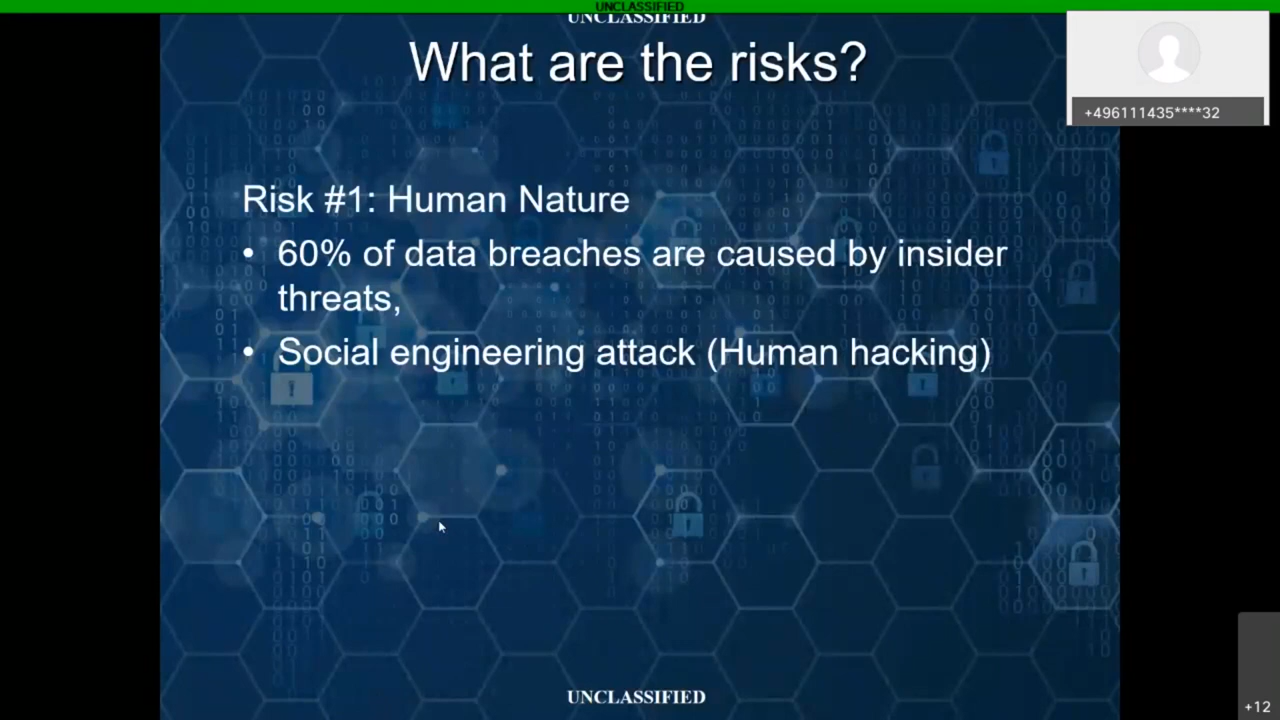 UNCLASSIFIED
UNCLASSIFIED
What are the risks?
+496111435****32
Risk #1: Human Nature
• 60% of data breaches are caused by insider
threats,
• Social engineering attack (Human hacking)
UNCLASSIFIED
+12